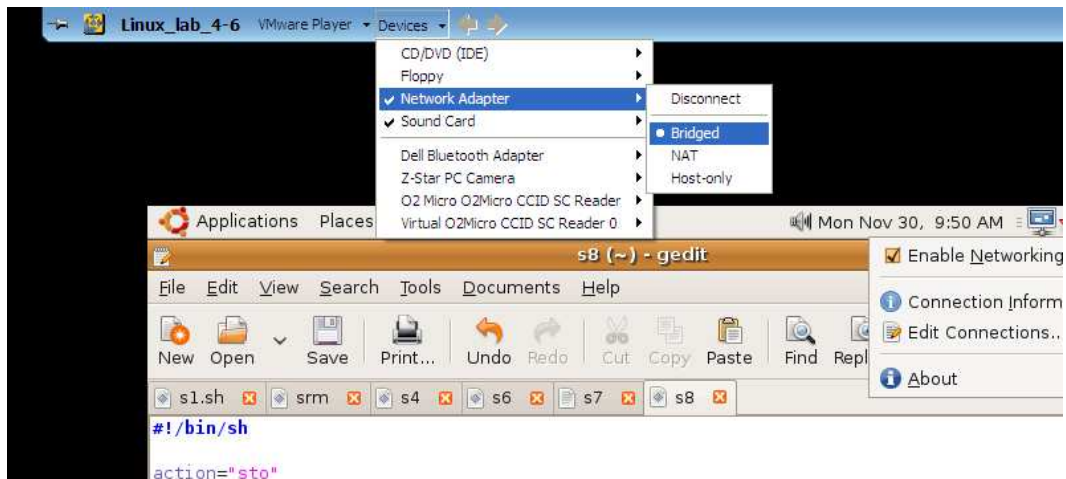 Linux_lab_4-6 VMware Player Devices
CD/DVD (IDE)
Floppy
Network Adapter Disconnect
Sound Card Bridged
Dell Bluetooth Adapter NAT
Z-Star PC Camera Host-only
O2 Micro O2Micro CCID SC Reader
Virtual O2Micro CCID SC Reader 0
Applications Places Mon Nov 30, 9:50 AM
s8 (~) - gedit Enable Networking
File Edit View Search Tools Documents Help
Connection Inform
Edit Connections..
New Open Save Print... Undo Redo Cut Copy Paste Find Repl
About
s1.sh srm s4 s6 s7 s8
#!/bin/sh
action="sto"